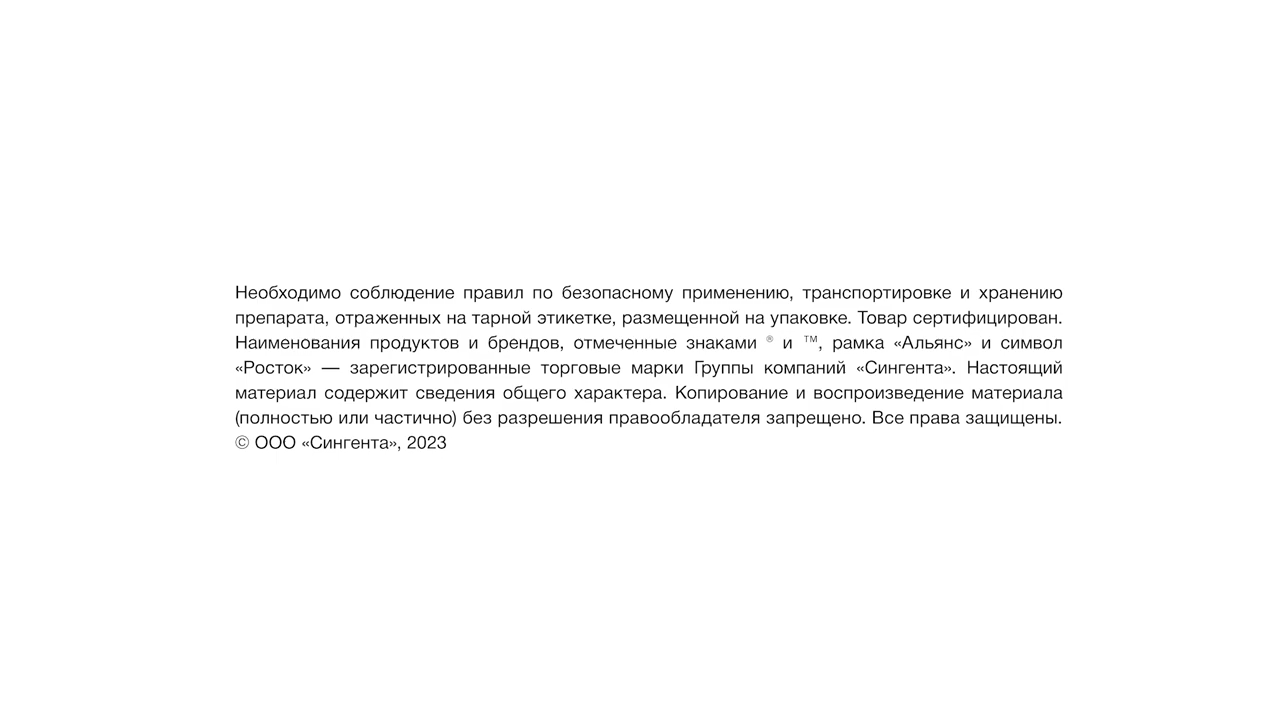 Необходимо соблюдение правил по безопасному применению, транспортировке и хранению
препарата, отраженных на тарной этикетке, размещенной на упаковке. Товар сертифицирован.
Наименования продуктов и брендов, отмеченные знаками ® и ™, рамка «Альянс» и символ
«Росток» — зарегистрированные торговые марки Группы компаний «Сингента». Настоящий
материал содержит сведения общего характера. Копирование и воспроизведение материала
(полностью или частично) без разрешения правообладателя запрещено. Все права защищены.
© ООО «Сингента», 2023